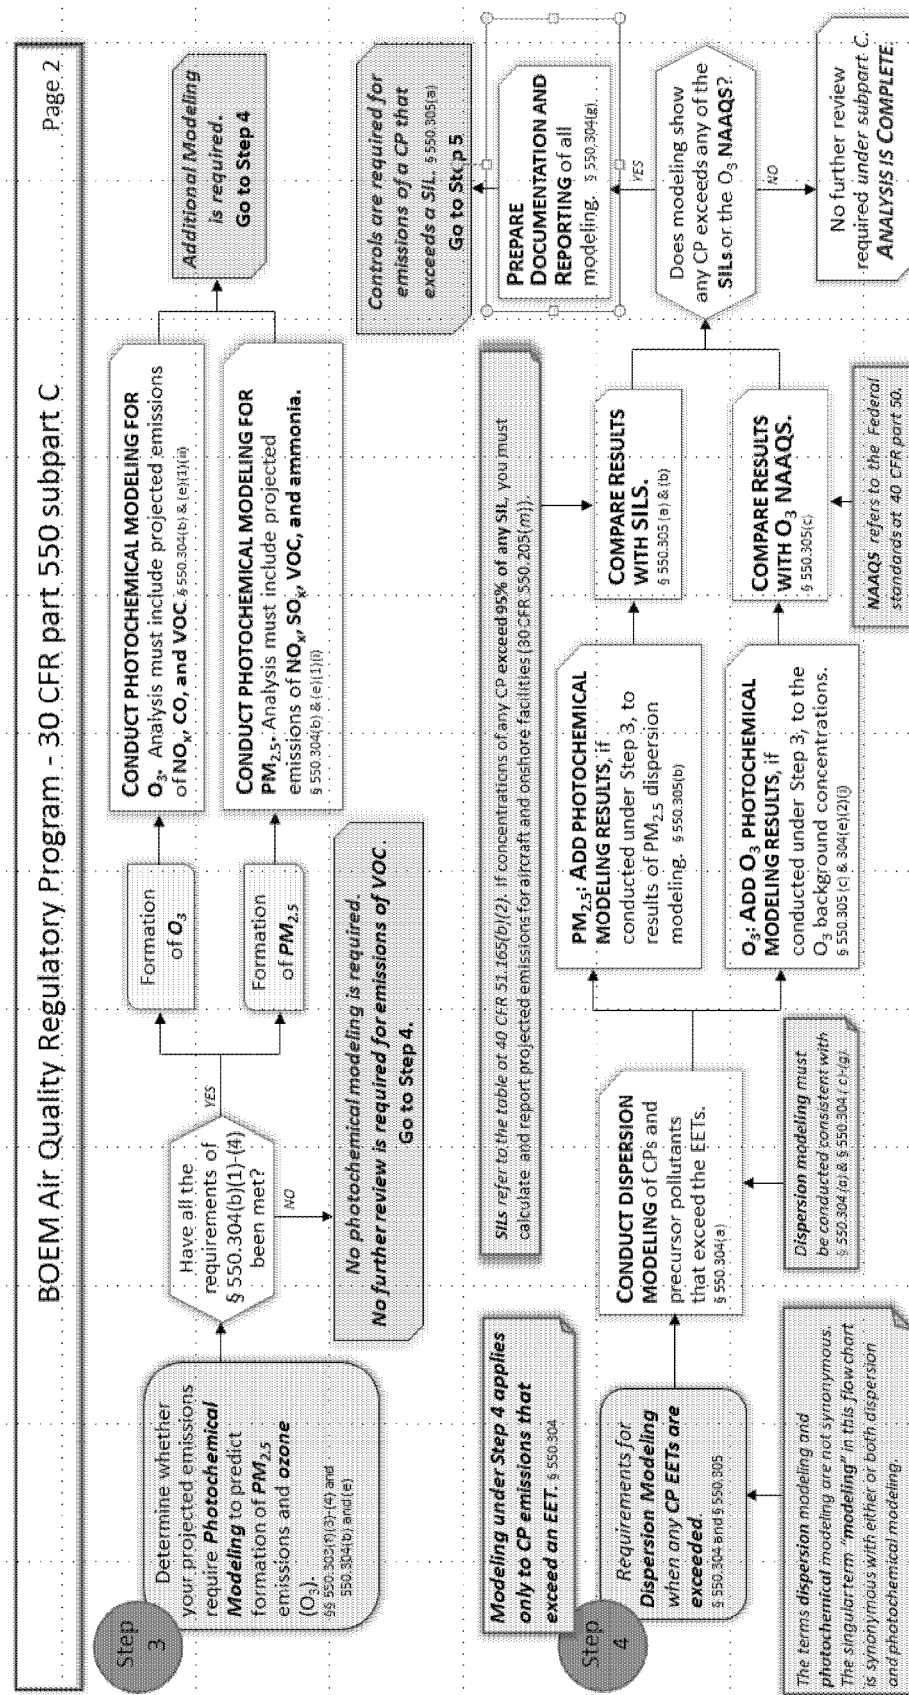 BOEM Air Quality Regulatory Program - 30 CFR part 550 subpart C
Page 2
Step
3
Determine whether
your projected emissions
require Photochemical
Modeling to predict
formation of PM2.5
emissions and ozone
(O3).
§§ 550.303(f)(3)-(4) and
550.304(b) and (e)
Have all the
requirements of
§ 550.304(b)(1)-(4)
been met?
YES
NO
Formation
of O3
Formation
of PM2.5
CONDUCT PHOTOCHEMICAL MODELING FOR
O3. Analysis must include projected emissions
of NOx, CO, and VOC. § 550.304(b) & (e)(1)(ii)
CONDUCT PHOTOCHEMICAL MODELING FOR
PM2.5. Analysis must include projected
emissions of NOx, SOx, VOC, and ammonia.
§ 550.304(b) & (e)(1)(i)
Additional Modeling
is required.
Go to Step 4
No photochemical modeling is required.
No further review is required for emissions of VOC.
Go to Step 4.
Modeling under Step 4 applies
only to CP emissions that
exceed an EET. § 550.304
SILs refer to the table at 40 CFR 51.165(b)(2). If concentrations of any CP exceed 95% of any SIL, you must
calculate and report projected emissions for aircraft and onshore facilities (30 CFR 550.205(m)).
Controls are required for
emissions of a CP that
exceeds a SIL. § 550.305(a)
Go to Step 5
Step
4
Requirements for
Dispersion Modeling
when any CP EETs are
exceeded.
§ 550.304 and § 550.305
CONDUCT DISPERSION
MODELING of CPs and
precursor pollutants
that exceed the EETs.
§ 550.304(a)
PM2.5: ADD PHOTOCHEMICAL
MODELING RESULTS, if
conducted under Step 3, to
results of PM2.5 dispersion
modeling. § 550.305(b)
O3: ADD O3 PHOTOCHEMICAL
MODELING RESULTS, if
conducted under Step 3, to the
O3 background concentrations.
§ 550.305(c) & 304(e)(2)(i)
COMPARE RESULTS
WITH SILS.
§ 550.305 (a) & (b)
COMPARE RESULTS
WITH O3 NAAQS.
§ 550.305(c)
PREPARE
DOCUMENTATION AND
REPORTING of all
modeling. § 550.304(g)
YES
Does modeling show
any CP exceeds any of the
SILs or the O3 NAAQS?
NO
No further review
required under subpart C.
ANALYSIS IS COMPLETE.
The terms dispersion modeling and
photochemical modeling are not synonymous.
The singular term "modeling" in this flowchart
is synonymous with either or both dispersion
and photochemical modeling.
Dispersion modeling must
be conducted consistent with
§ 550.304 (a) & § 550.304 (c)-(g).
NAAQS refers to the Federal
standards at 40 CFR part 50.